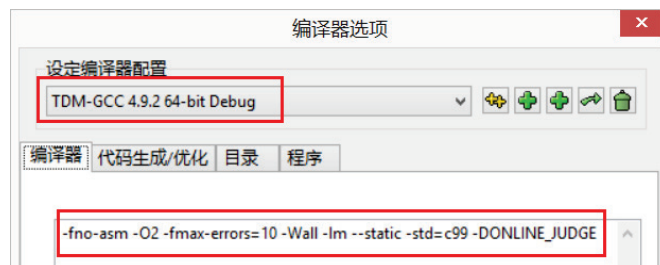 编译器选项
设定编译器配置
TDM-GCC 4.9.2 64-bit Debug
编译器 代码生成/优化 目录 程序
-fno-asm -O2 -fmax-errors=10 -Wall -lm --static -std=c99 -DONLINE_JUDGE